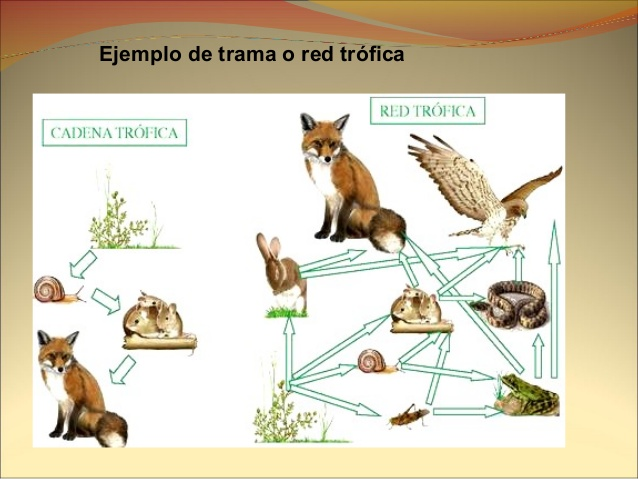 Ejemplo de trama o red trófica
RED TRÓFICA
CADENA TRÓFICA